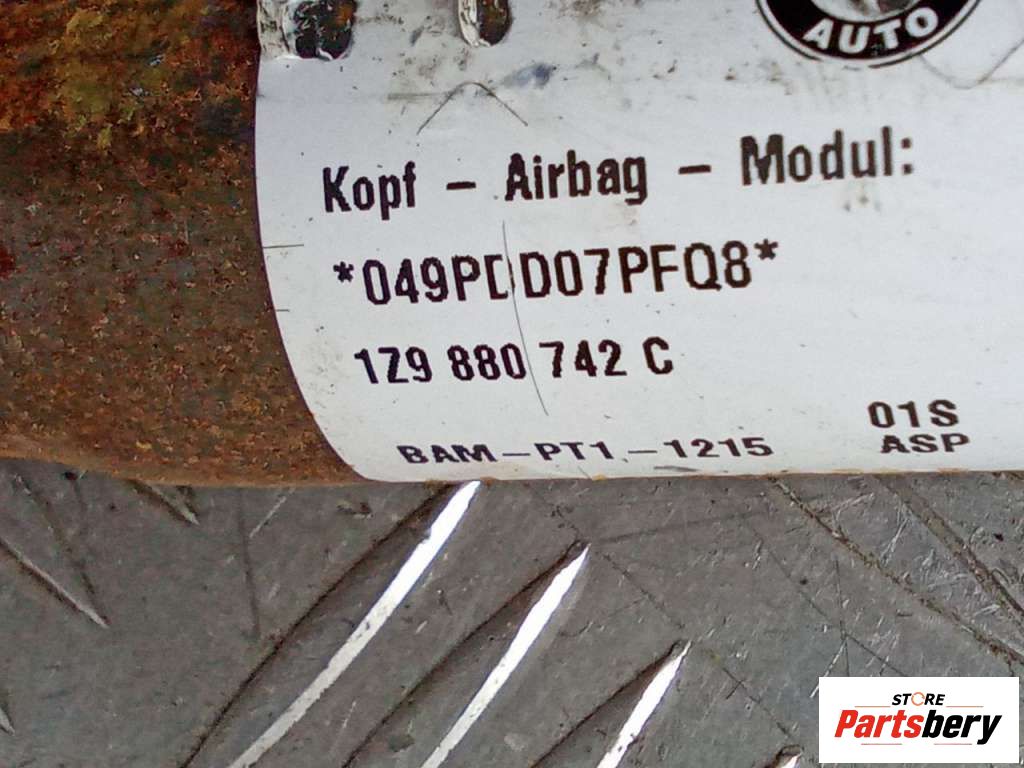 AUTO
Kopf - Airbag - Modul:
*049PDD07PFQ8*
1Z9 880 742 C
01S
BAM-PT1-1215 ASP
STORE
Partsbery